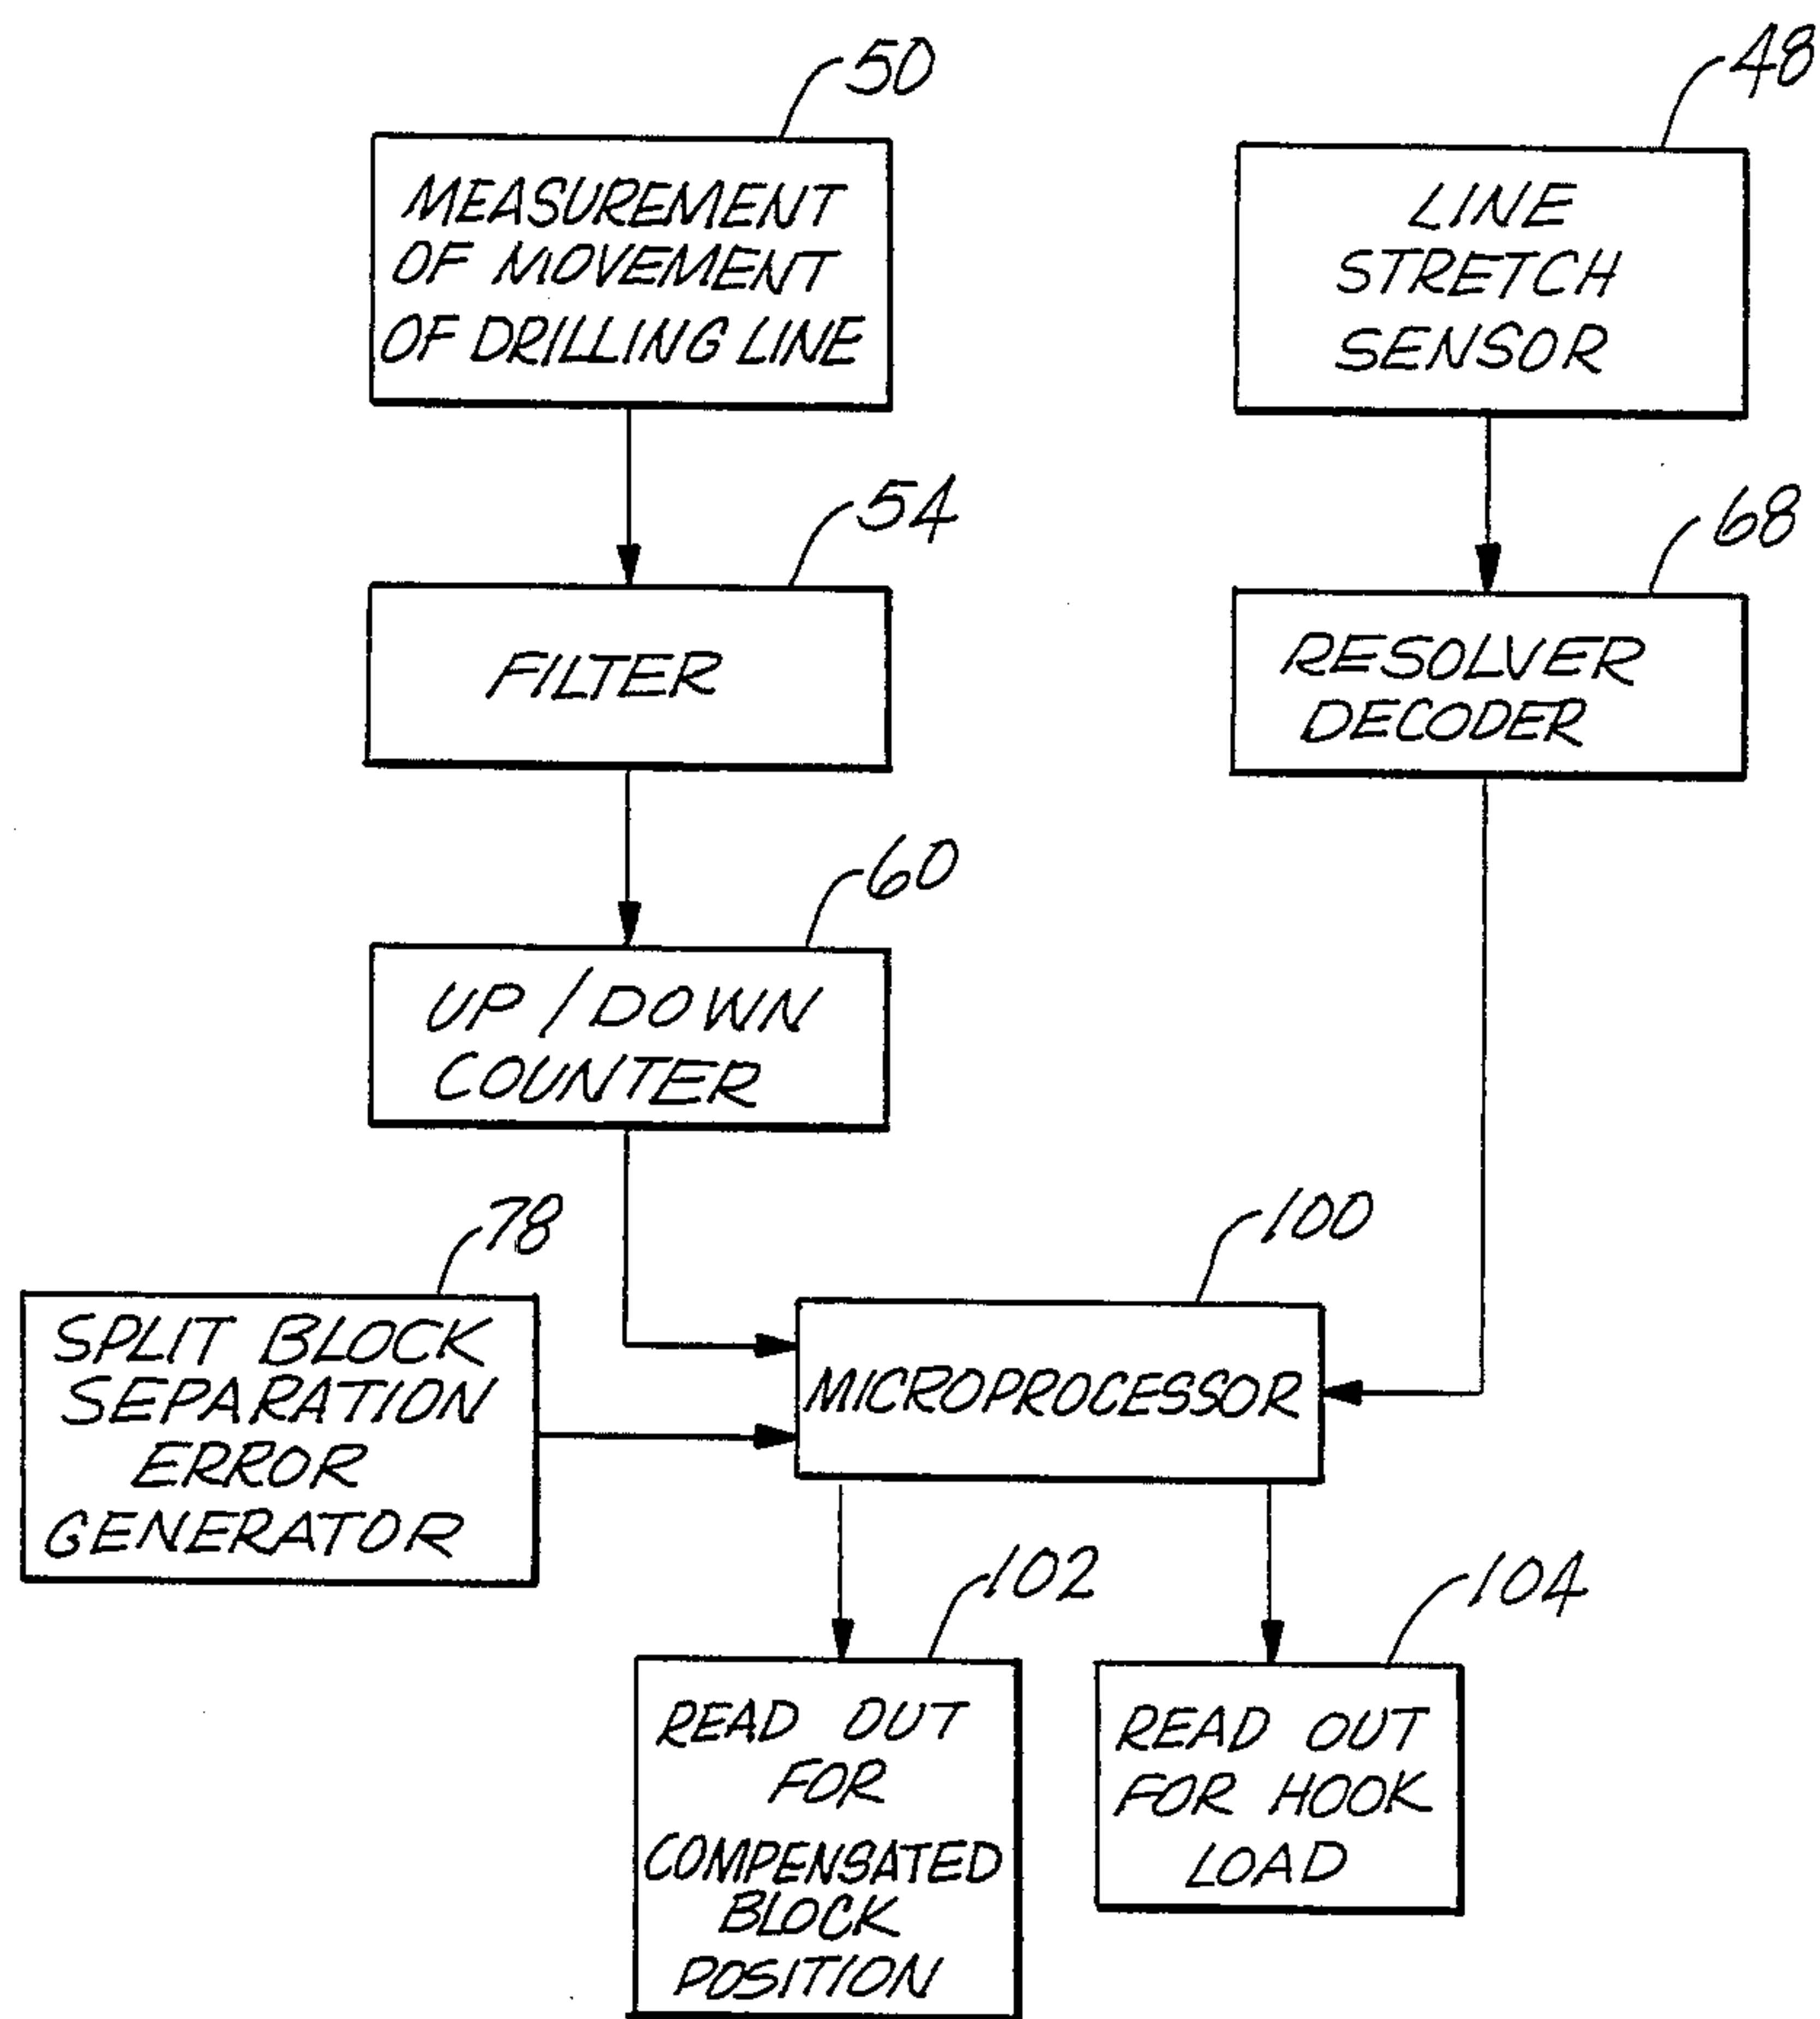 50
MEASUREMENT
OF MOVEMENT
OF DRILLING LINE
48
LINE
STRETCH
SENSOR
54
FILTER
68
RESOLVER
DECODER
60
UP / DOWN
COUNTER
78
SPLIT BLOCK
SEPARATION
ERROR
GENERATOR
100
MICROPROCESSOR
102
READ OUT
FOR
COMPENSATED
BLOCK
POSITION
104
READ OUT
FOR HOOK
LOAD